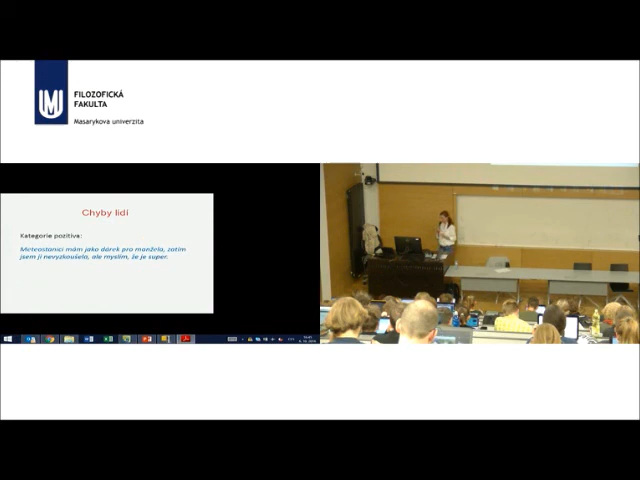 FILOZOFICKÁ
FAKULTA
Masarykova univerzita
Chyby lidí
Kategorie pozitiva:
Meteostanici mám jako dárek pro manžela, zatím
jsem ji nevyzkoušela, ale myslím, že je super.